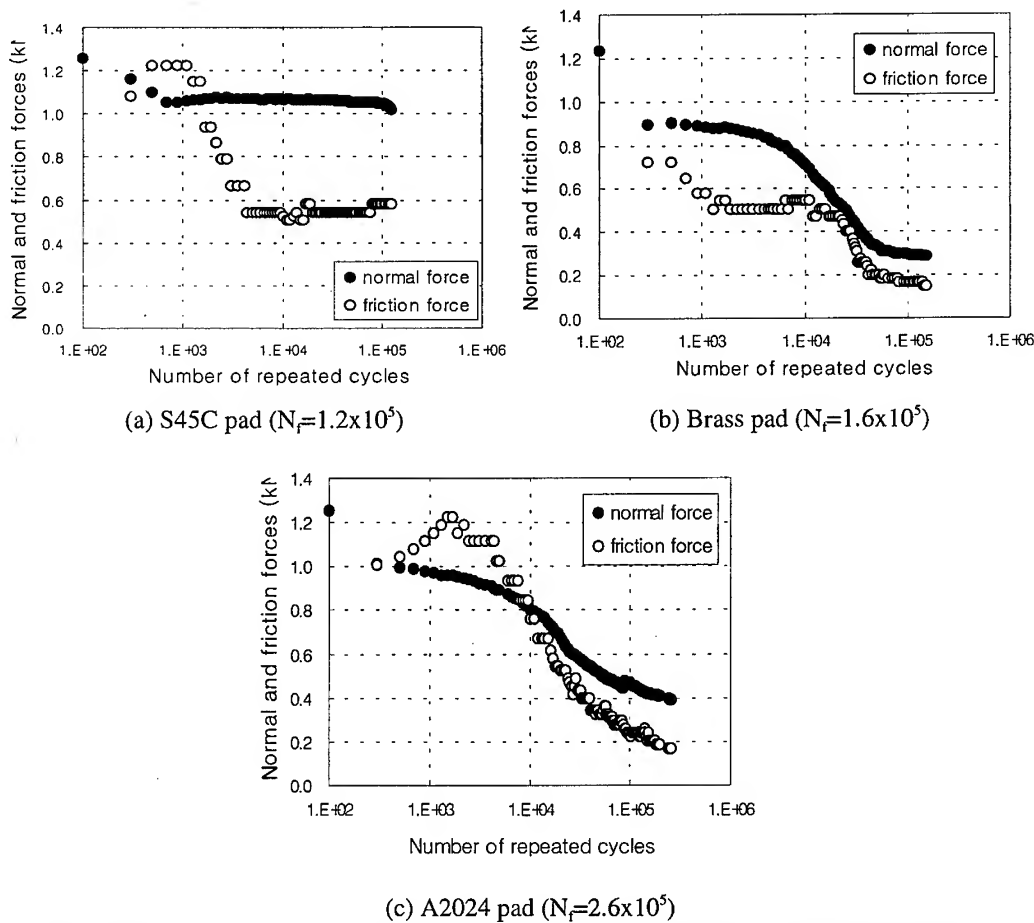 Normal and friction forces (kN
1.4
1.2
1.0
0.8
0.6
0.4
0.2
0.0
normal force
friction force
1.E+02 1.E+03 1.E+04 1.E+05 1.E+06
Number of repeated cycles
(a) S45C pad (Nf=1.2x10⁵)
Normal and friction forces (kN
1.4
1.2
1.0
0.8
0.6
0.4
0.2
0.0
normal force
friction force
1.E+02 1.E+03 1.E+04 1.E+05 1.E+06
Number of repeated cycles
(b) Brass pad (Nf=1.6x10⁵)
Normal and friction forces (kN
1.4
1.2
1.0
0.8
0.6
0.4
0.2
0.0
normal force
friction force
1.E+02 1.E+03 1.E+04 1.E+05 1.E+06
Number of repeated cycles
(c) A2024 pad (Nf=2.6x10⁵)